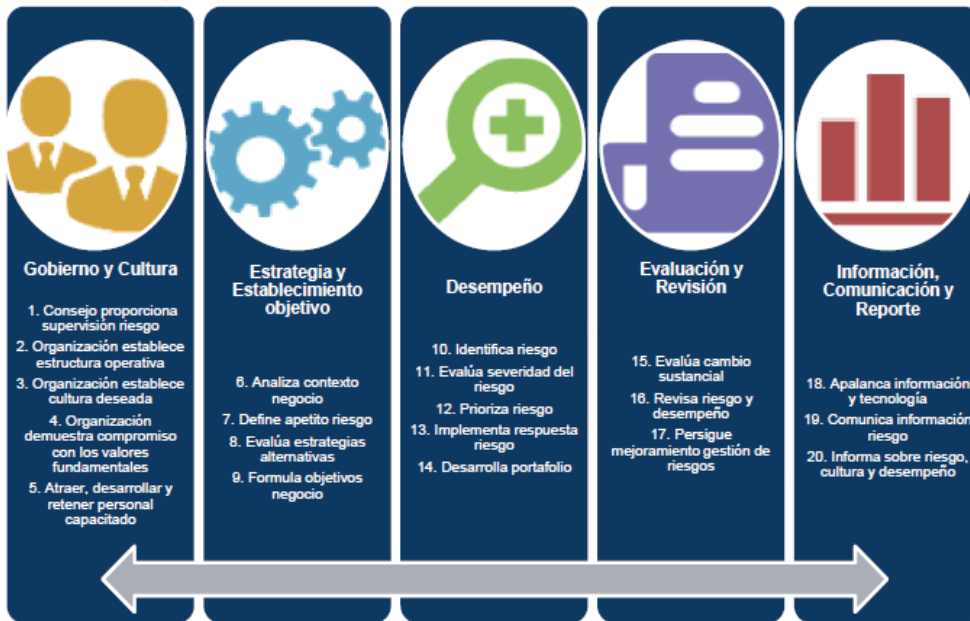 Gobierno y Cultura
1. Consejo proporciona
supervisión riesgo
2. Organización establece
estructura operativa
3. Organización establece
cultura deseada
4. Organización
demuestra compromiso
con los valores
fundamentales
5. Atraer, desarrollar y
retener personal
capacitado
Estrategia y
Establecimiento
objetivo
6. Analiza contexto
negocio
7. Define apetito riesgo
8. Evalúa estrategias
alternativas
9. Formula objetivos
negocio
Desempeño
10. Identifica riesgo
11. Evalúa severidad del
riesgo
12. Prioriza riesgo
13. Implementa respuesta
riesgo
14. Desarrolla portafolio
Evaluación y
Revisión
15. Evalúa cambio
sustancial
16. Revisa riesgo y
desempeño
17. Persigue
mejoramiento gestión de
riesgos
Información,
Comunicación y
Reporte
18. Apalanca información
y tecnología
19. Comunica información
riesgo
20. Informa sobre riesgo,
cultura y desempeño